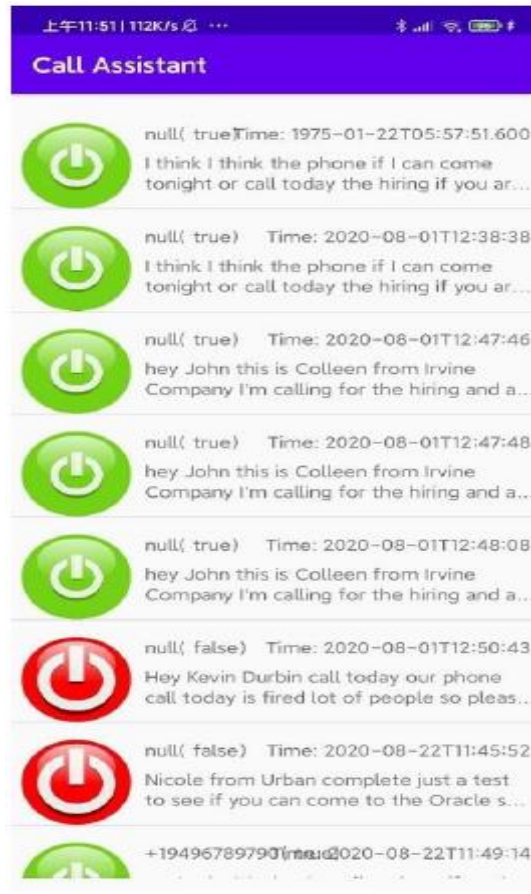 上午11:51 | 112K/s ...
Call Assistant
null( true) Time: 1975-01-22T05:57:51.600
I think I think the phone if I can come
tonight or call today the hiring if you ar...
null( true) Time: 2020-08-01T12:38:38
I think I think the phone if I can come
tonight or call today the hiring if you ar...
null( true) Time: 2020-08-01T12:47:46
hey John this is Colleen from Irvine
Company I'm calling for the hiring and a...
null( true) Time: 2020-08-01T12:47:48
hey John this is Colleen from Irvine
Company I'm calling for the hiring and a...
null( true) Time: 2020-08-01T12:48:08
hey John this is Colleen from Irvine
Company I'm calling for the hiring and a...
null( false) Time: 2020-08-01T12:50:43
Hey Kevin Durbin call today our phone
call today is fired lot of people so pleas...
null( false) Time: 2020-08-22T11:45:52
Nicole from Urban complete just a test
to see if you can come to the Oracle s...
+19496789790 2020-08-22T11:49:14